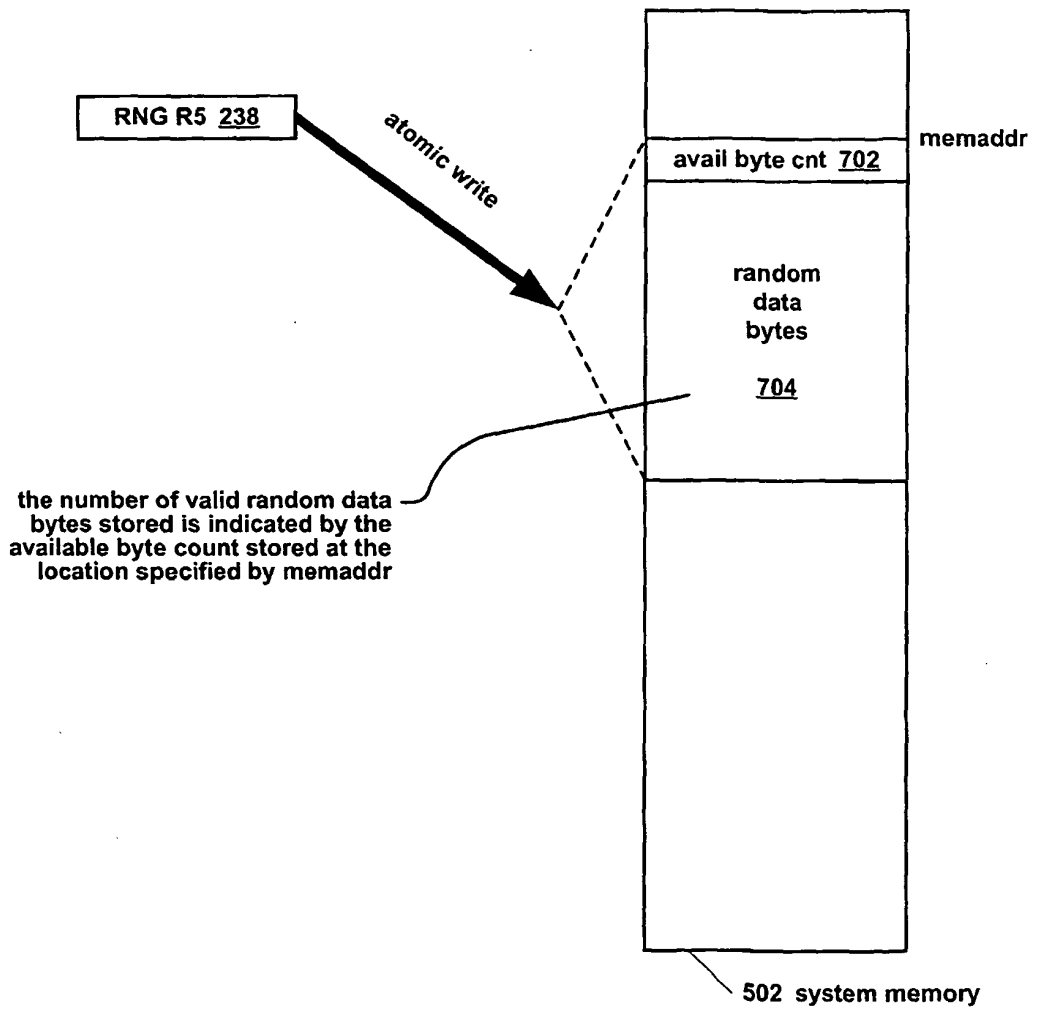 RNG R5 238
atomic write
memaddr
avail byte cnt 702
random
data
bytes
704
the number of valid random data
bytes stored is indicated by the
available byte count stored at the
location specified by memaddr
502 system memory